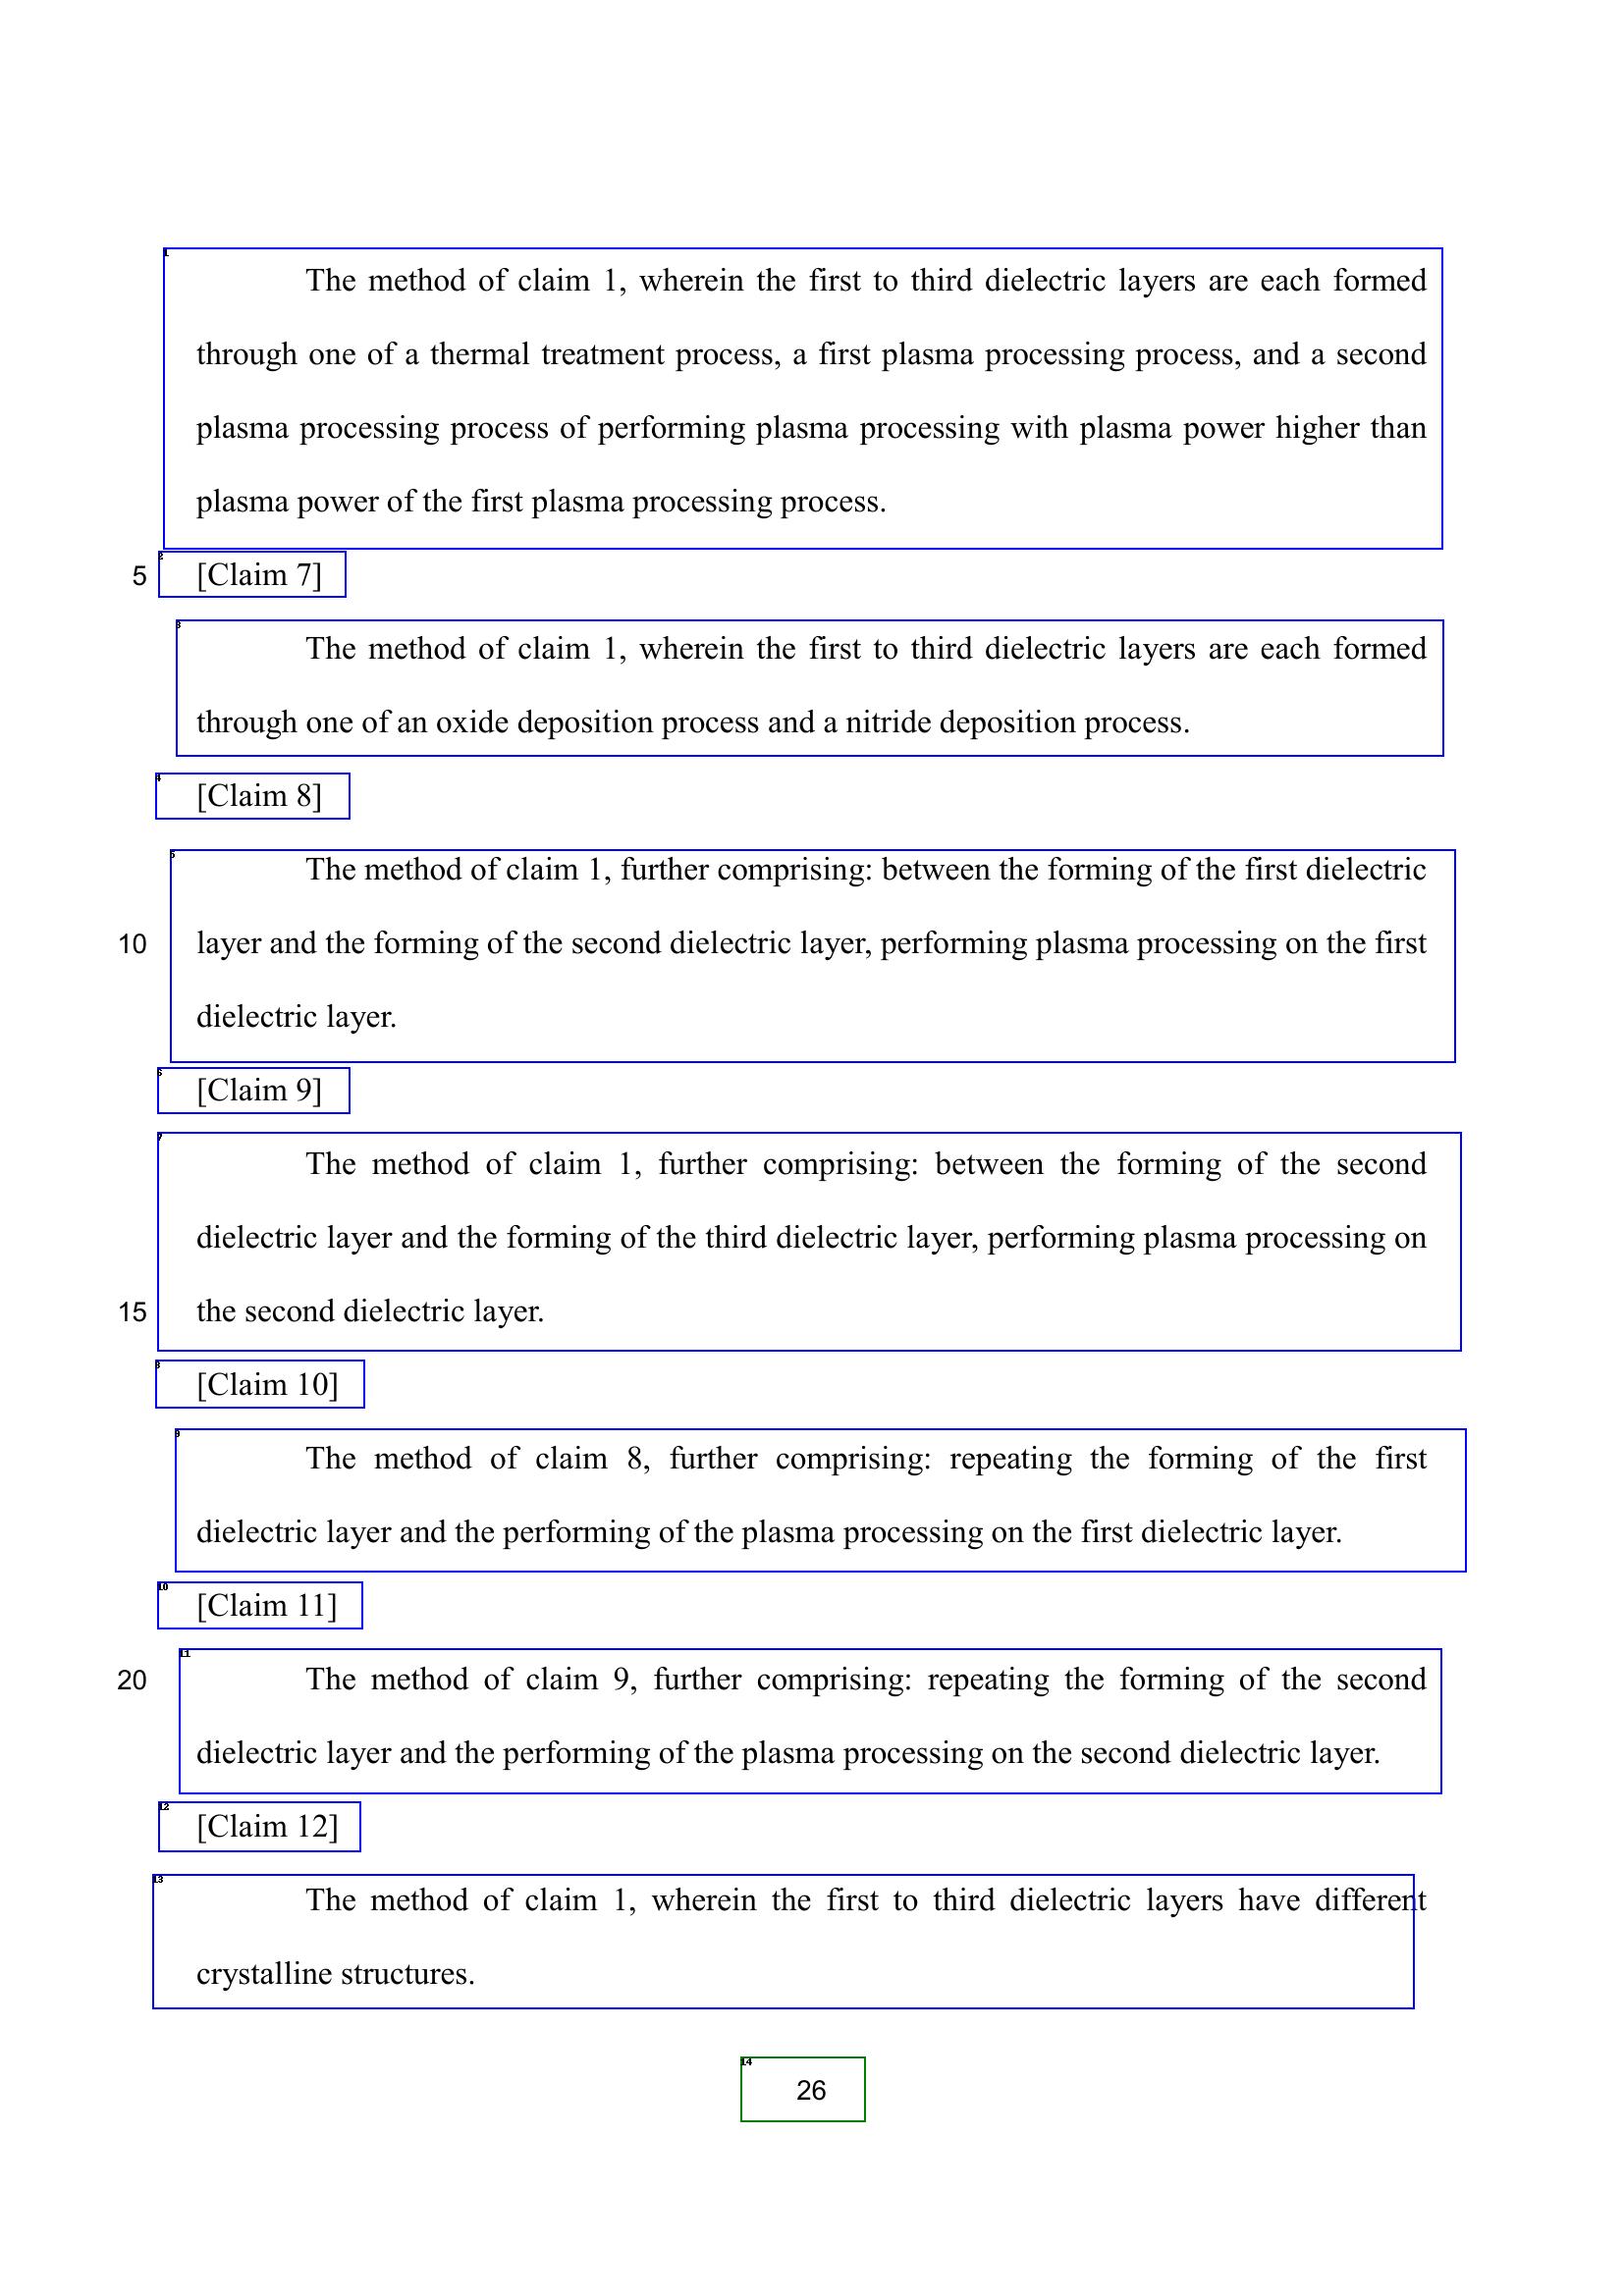 The method of claim 1, wherein the first to third dielectric layers are each formed
through one of a thermal treatment process, a first plasma processing process, and a second
plasma processing process of performing plasma processing with plasma power higher than
plasma power of the first plasma processing process.
5 [Claim 7]
The method of claim 1, wherein the first to third dielectric layers are each formed
through one of an oxide deposition process and a nitride deposition process.
[Claim 8]
The method of claim 1, further comprising: between the forming of the first dielectric
10 layer and the forming of the second dielectric layer, performing plasma processing on the first
dielectric layer.
[Claim 9]
The method of claim 1, further comprising: between the forming of the second
dielectric layer and the forming of the third dielectric layer, performing plasma processing on
15 the second dielectric layer.
[Claim 10]
The method of claim 8, further comprising: repeating the forming of the first
dielectric layer and the performing of the plasma processing on the first dielectric layer.
[Claim 11]
20 The method of claim 9, further comprising: repeating the forming of the second
dielectric layer and the performing of the plasma processing on the second dielectric layer.
[Claim 12]
The method of claim 1, wherein the first to third dielectric layers have different
crystalline structures.
26